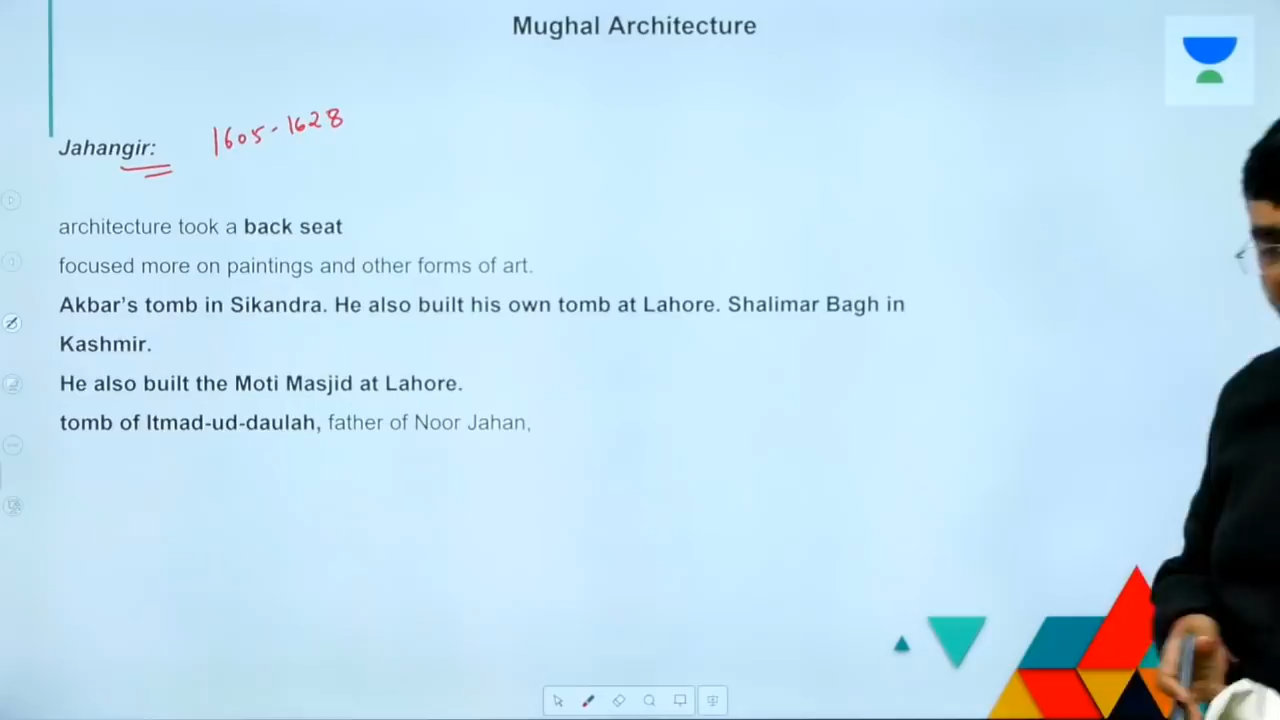 Mughal Architecture
Jahangir: 1605-1628
architecture took a back seat
focused more on paintings and other forms of art.
Akbar's tomb in Sikandra. He also built his own tomb at Lahore. Shalimar Bagh in
Kashmir.
He also built the Moti Masjid at Lahore.
tomb of Itmad-ud-daulah, father of Noor Jahan,